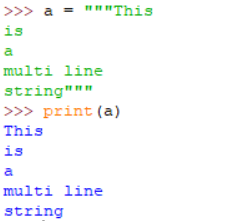 >>> a = """This
is
a
multi line
string"""
>>> print(a)
This
is
a
multi line
string